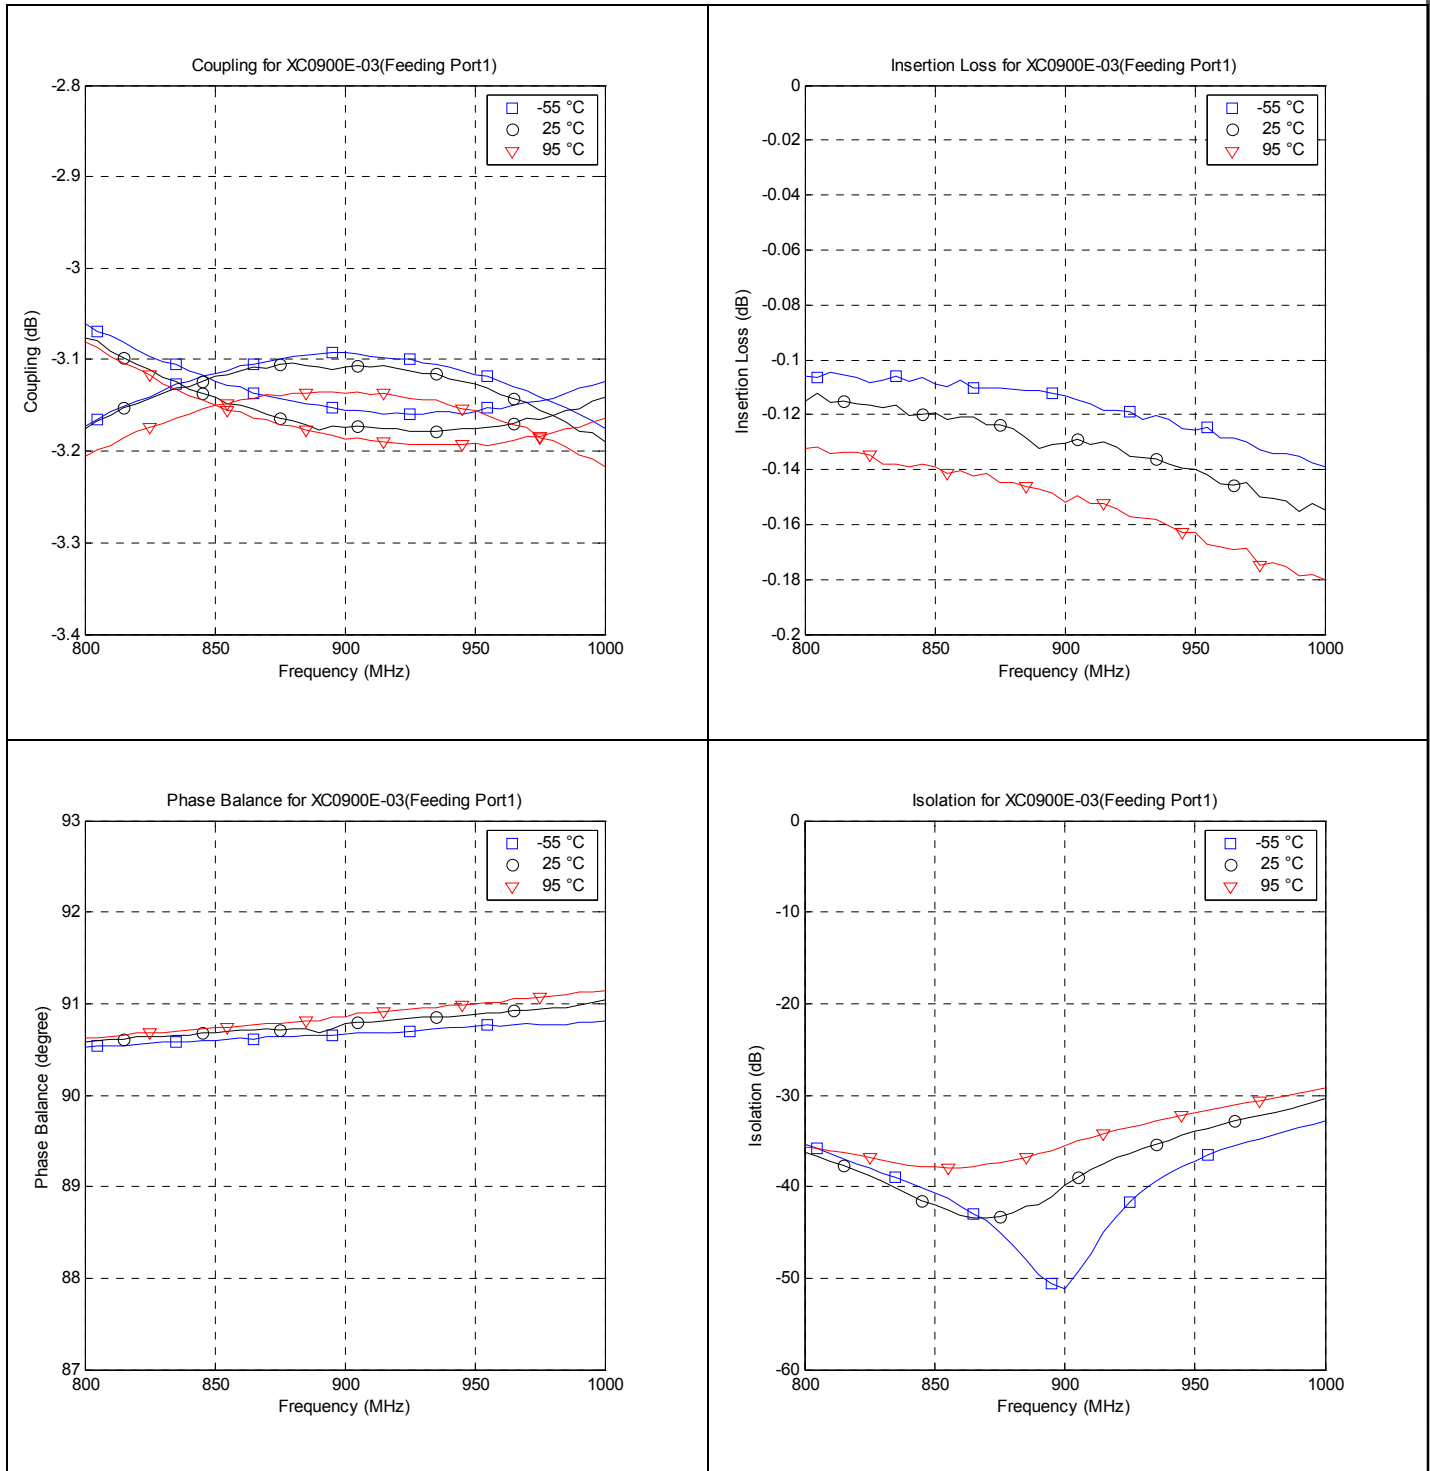 Coupling for XC0900E-03(Feeding Port1)
-2.8
-2.9
-3
-3.1
-3.2
-3.3
-3.4
Coupling (dB)
-55 °C
25 °C
95 °C
800
850
900
950
1000
Frequency (MHz)
Insertion Loss for XC0900E-03(Feeding Port1)
0
-0.02
-0.04
-0.06
-0.08
-0.1
-0.12
-0.14
-0.16
-0.18
-0.2
Insertion Loss (dB)
-55 °C
25 °C
95 °C
800
850
900
950
1000
Frequency (MHz)
Phase Balance for XC0900E-03(Feeding Port1)
93
92
91
90
89
88
87
Phase Balance (degree)
-55 °C
25 °C
95 °C
800
850
900
950
1000
Frequency (MHz)
Isolation for XC0900E-03(Feeding Port1)
0
-10
-20
-30
-40
-50
-60
Isolation (dB)
-55 °C
25 °C
95 °C
800
850
900
950
1000
Frequency (MHz)